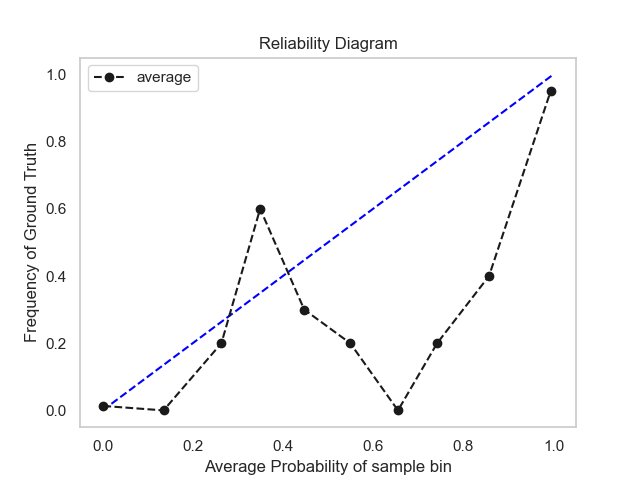 Reliability Diagram
average
Frequency of Ground Truth
1.0
0.8
0.6
0.4
0.2
0.0
0.0 0.2 0.4 0.6 0.8 1.0
Average Probability of sample bin